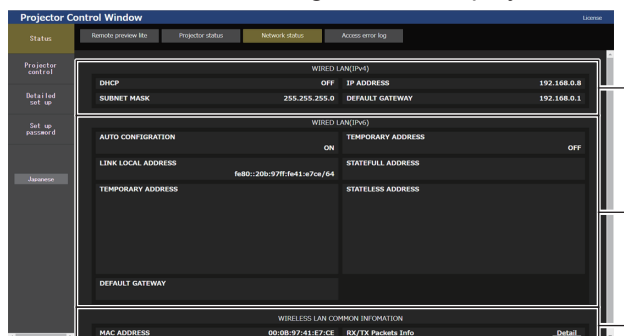 Projector Control Window
License
Status
Remote preview lite
Projector status
Network status
Access error log
Projector
control
Detailed
set up
Set up
password
Japanese
WIRED LAN(IPv4)
DHCP OFF IP ADDRESS 192.168.0.8
SUBNET MASK 255.255.255.0 DEFAULT GATEWAY 192.168.0.1
WIRED LAN(IPv6)
AUTO CONFIGRATION TEMPORARY ADDRESS
ON OFF
LINK LOCAL ADDRESS STATEFULL ADDRESS
fe80::20b:97ff:fe41:e7ce/64
TEMPORARY ADDRESS STATELESS ADDRESS
DEFAULT GATEWAY
WIRELESS LAN COMMON INFOMATION
MAC ADDRESS 00:0B:97:41:E7:CE RX/TX Packets Info Detail